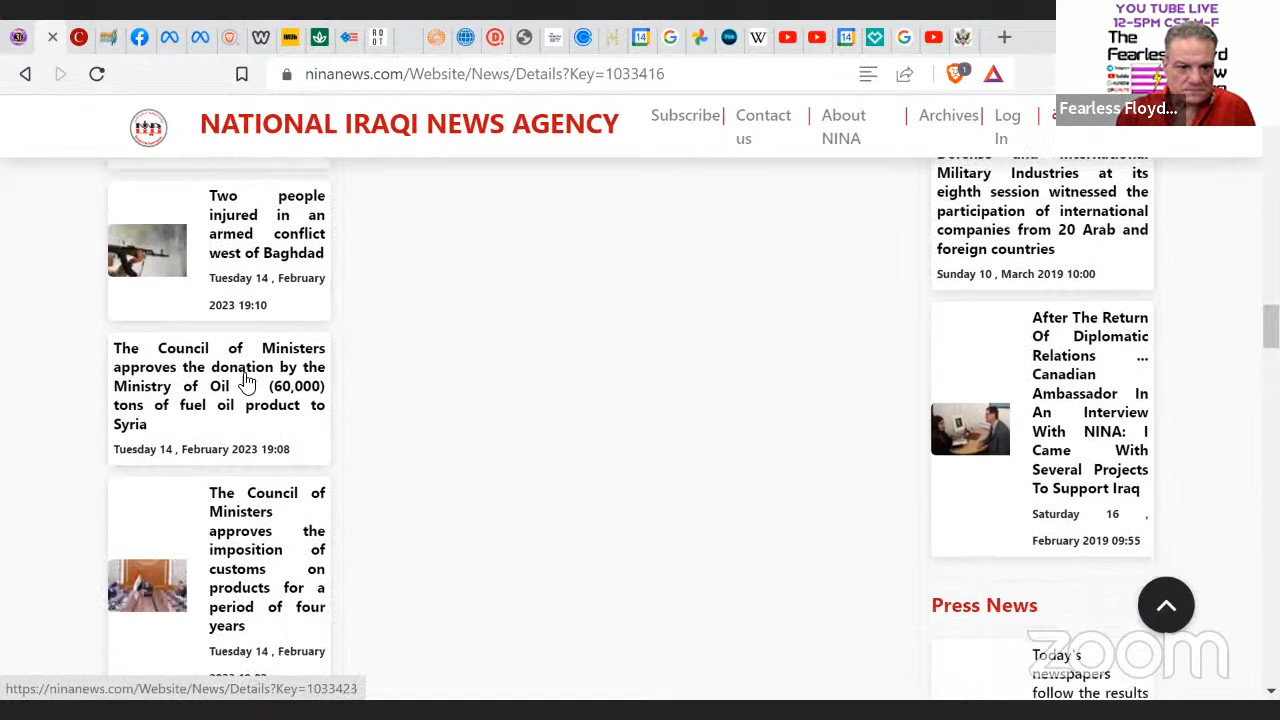 YOU TUBE LIVE
12-5PM CST M-F
The
Fearless
Fearless Floyd...
ninanews.com/Website/News/Details?Key=1033416
NATIONAL IRAQI NEWS AGENCY
Subscribe
Contact us
About NINA
Archives
Log In
Two people
injured in an
armed conflict
west of Baghdad
Tuesday 14 , February
2023 19:10
The Council of Ministers
approves the donation by the
Ministry of Oil (60,000)
tons of fuel oil product to
Syria
Tuesday 14 , February 2023 19:08
The Council of
Ministers
approves the
imposition of
customs on
products for a
period of four
years
Tuesday 14 , February
Defense and International
Military Industries at its
eighth session witnessed the
participation of international
companies from 20 Arab and
foreign countries
Sunday 10 , March 2019 10:00
After The Return
Of Diplomatic
Relations ...
Canadian
Ambassador In
An Interview
With NINA: I
Came With
Several Projects
To Support Iraq
Saturday 16 ,
February 2019 09:55
Press News
Today's
newspapers
follow the results
https://ninanews.com/Website/News/Details?Key=1033423
zoom